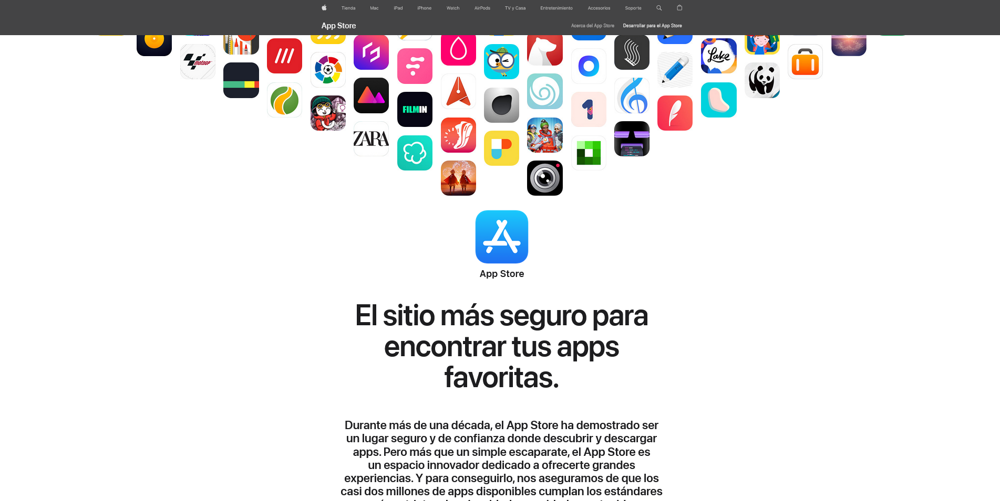 Tienda Mac iPad iPhone Watch AirPods TV y Casa Entretenimiento Accesorios Soporte
App Store Acerca del App Store Desarrollar para el App Store
Lake
MotoGP
FILMIN
1
ZARA
App Store
El sitio más seguro para
encontrar tus apps
favoritas.
Durante más de una década, el App Store ha demostrado ser
un lugar seguro y de confianza donde descubrir y descargar
apps. Pero más que un simple escaparate, el App Store es
un espacio innovador dedicado a ofrecerte grandes
experiencias. Y para conseguirlo, nos aseguramos de que los
casi dos millones de apps disponibles cumplan los estándares